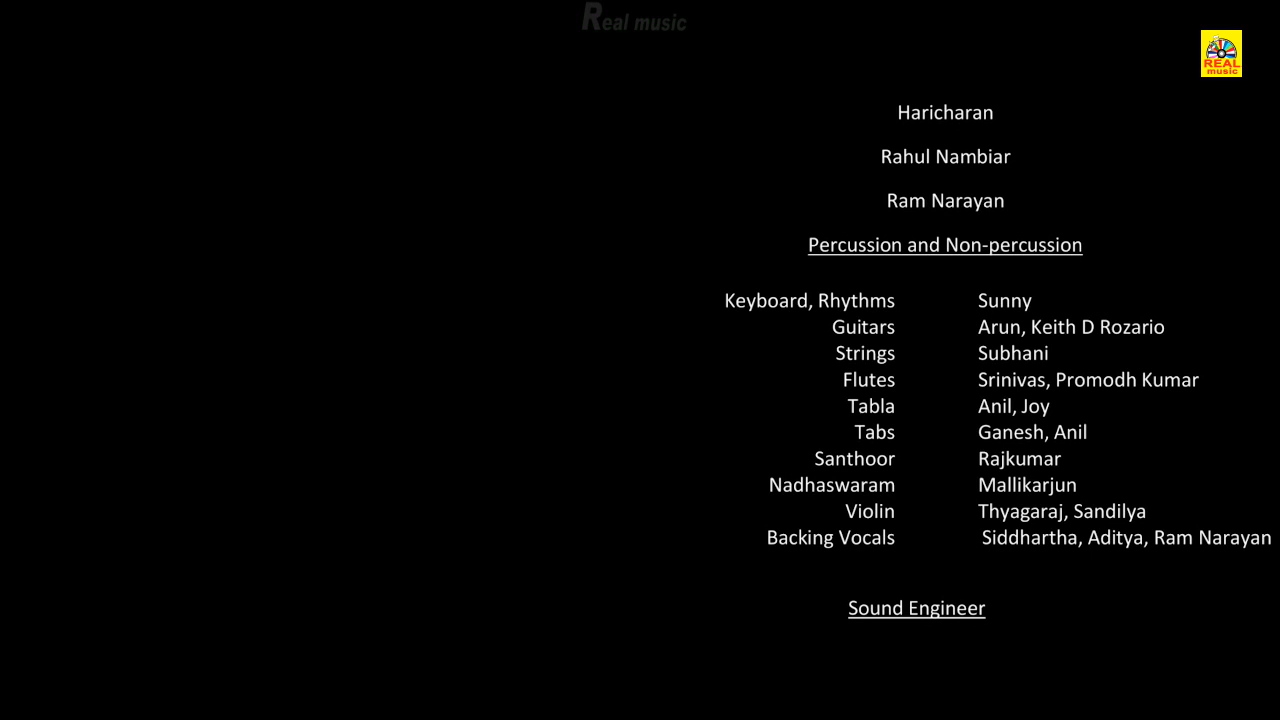 Real music
REAL
music
Haricharan
Rahul Nambiar
Ram Narayan
Percussion and Non-percussion
Keyboard, Rhythms Sunny
Guitars Arun, Keith D Rozario
Strings Subhani
Flutes Srinivas, Promodh Kumar
Tabla Anil, Joy
Tabs Ganesh, Anil
Santhoor Rajkumar
Nadhaswaram Mallikarjun
Violin Thyagaraj, Sandilya
Backing Vocals Siddhartha, Aditya, Ram Narayan
Sound Engineer